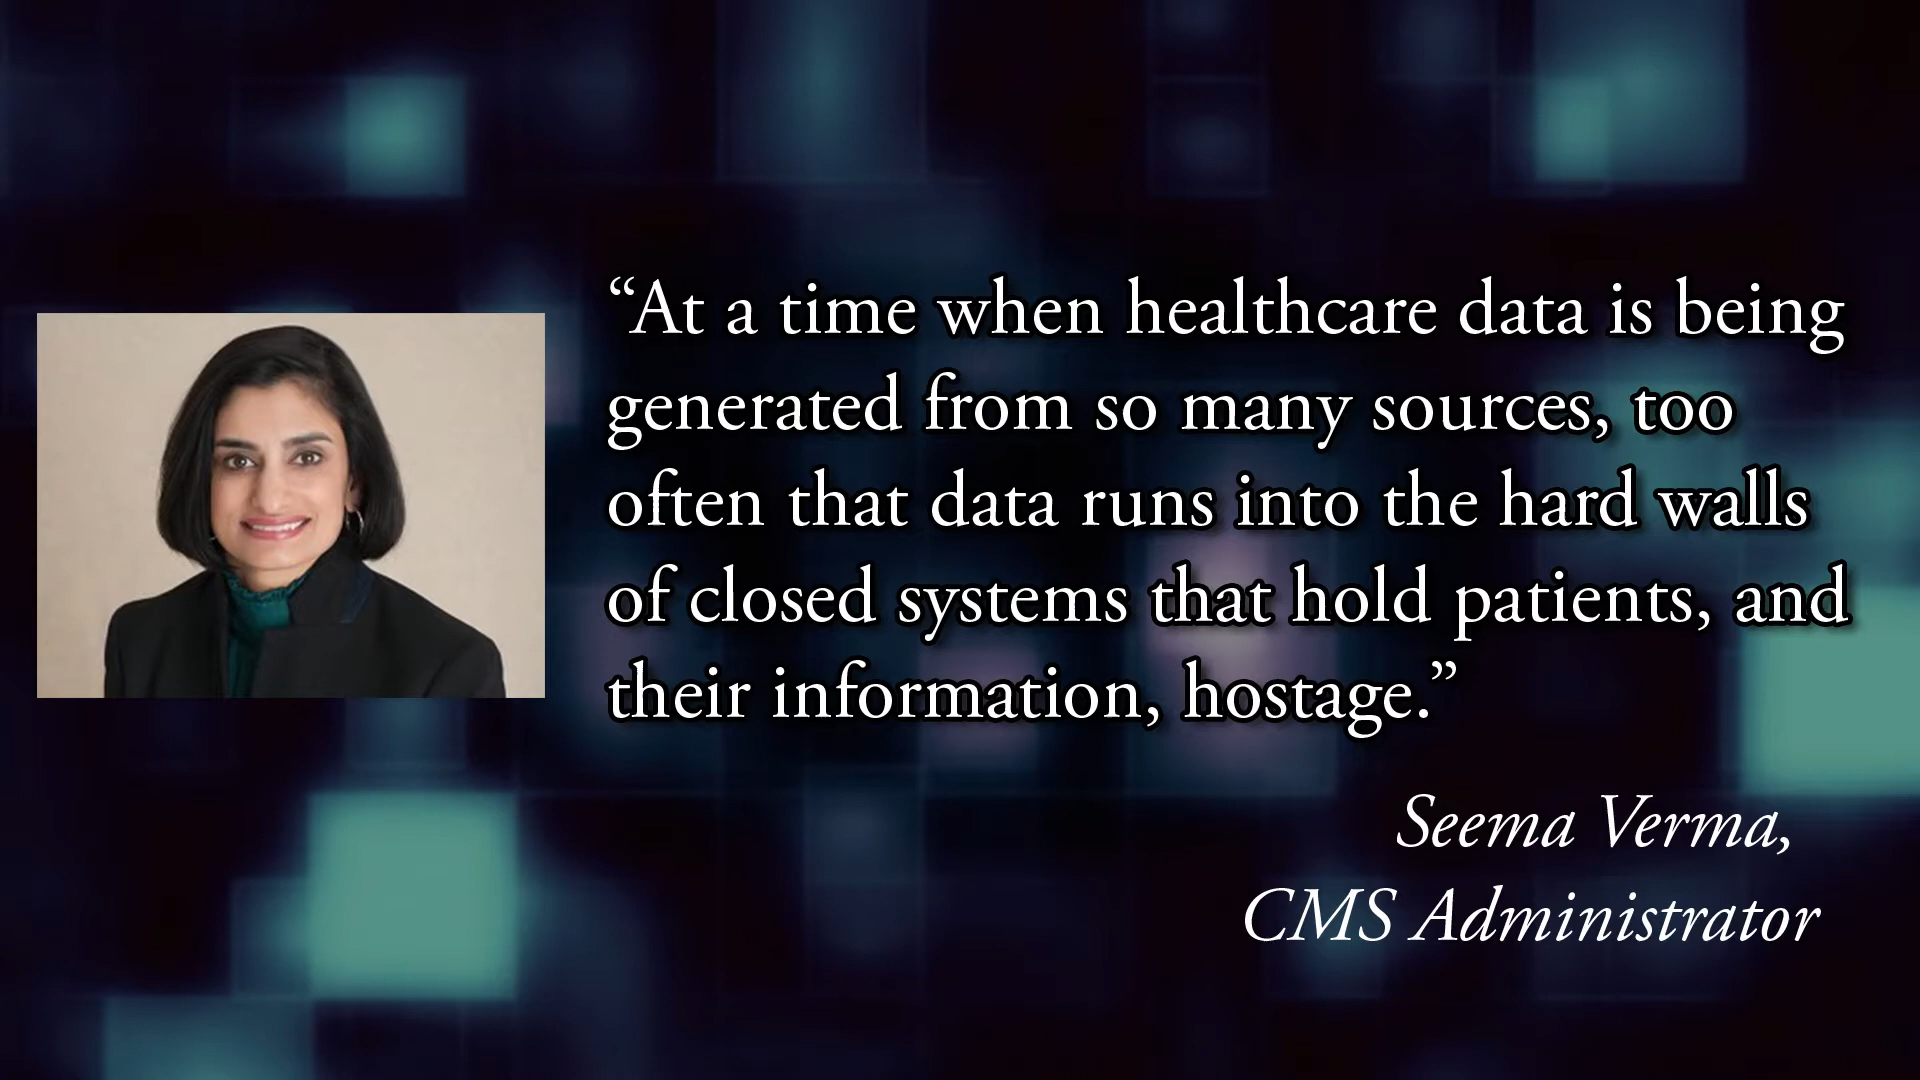 “At a time when healthcare data is being
generated from so many sources, too
often that data runs into the hard walls
of closed systems that hold patients, and
their information, hostage.”
Seema Verma,
CMS Administrator